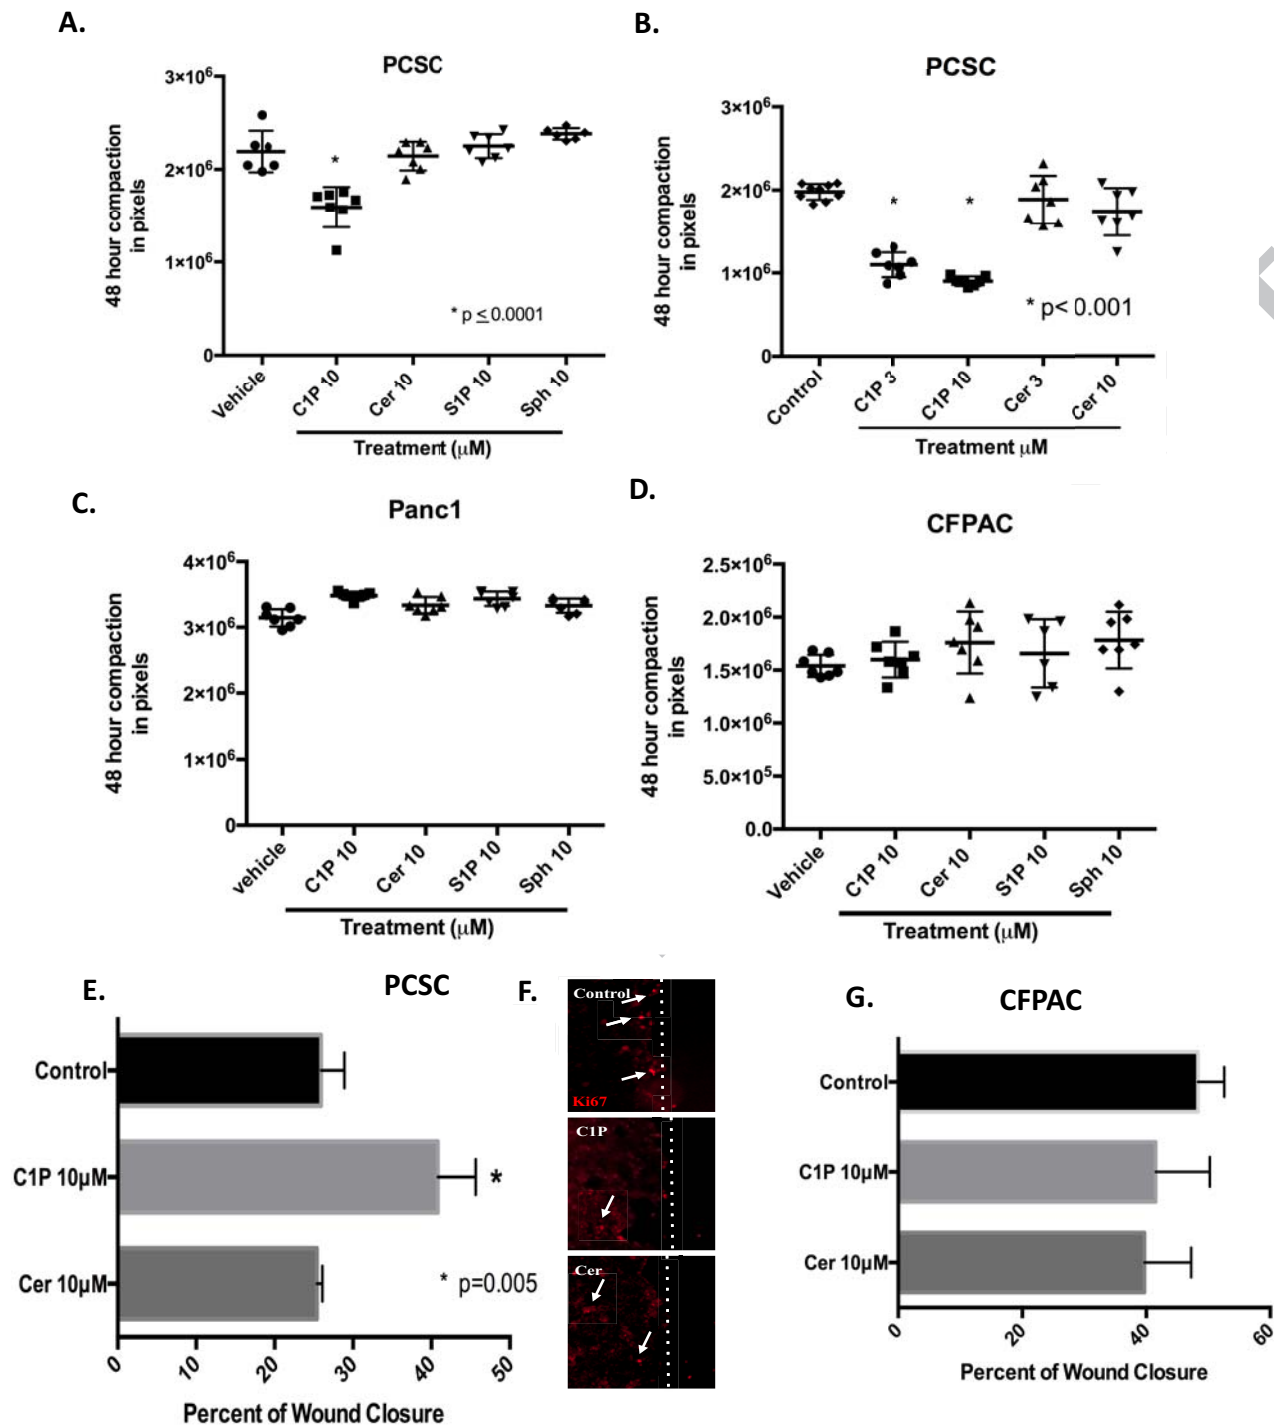 A.
PCSC
3×10⁶
2×10⁶
1×10⁶
0
48 hour compaction
in pixels
*
* p ≤ 0.0001
Vehicle
C1P 10
Cer 10
S1P 10
Sph 10
Treatment (μM)
B.
PCSC
3×10⁶
2×10⁶
1×10⁶
0
48 hour compaction
in pixels
*
*
* p< 0.001
Control
C1P 3
C1P 10
Cer 3
Cer 10
Treatment μM
C.
Panc1
4×10⁶
3×10⁶
2×10⁶
1×10⁶
0
48 hour compaction
in pixels
vehicle
C1P 10
Cer 10
S1P 10
Sph 10
Treatment (μM)
D.
CFPAC
2.5×10⁶
2.0×10⁶
1.5×10⁶
1.0×10⁶
5.0×10⁵
0.0
48 hour compaction
in pixels
Vehicle
C1P 10
Cer 10
S1P 10
Sph 10
Treatment (μM)
E.
PCSC
Control
C1P 10μM
*
Cer 10μM
* p=0.005
0
10
20
30
40
50
Percent of Wound Closure
F.
Control
Ki67
C1P
Cer
G.
CFPAC
Control
C1P 10μM
Cer 10μM
0
20
40
60
Percent of Wound Closure